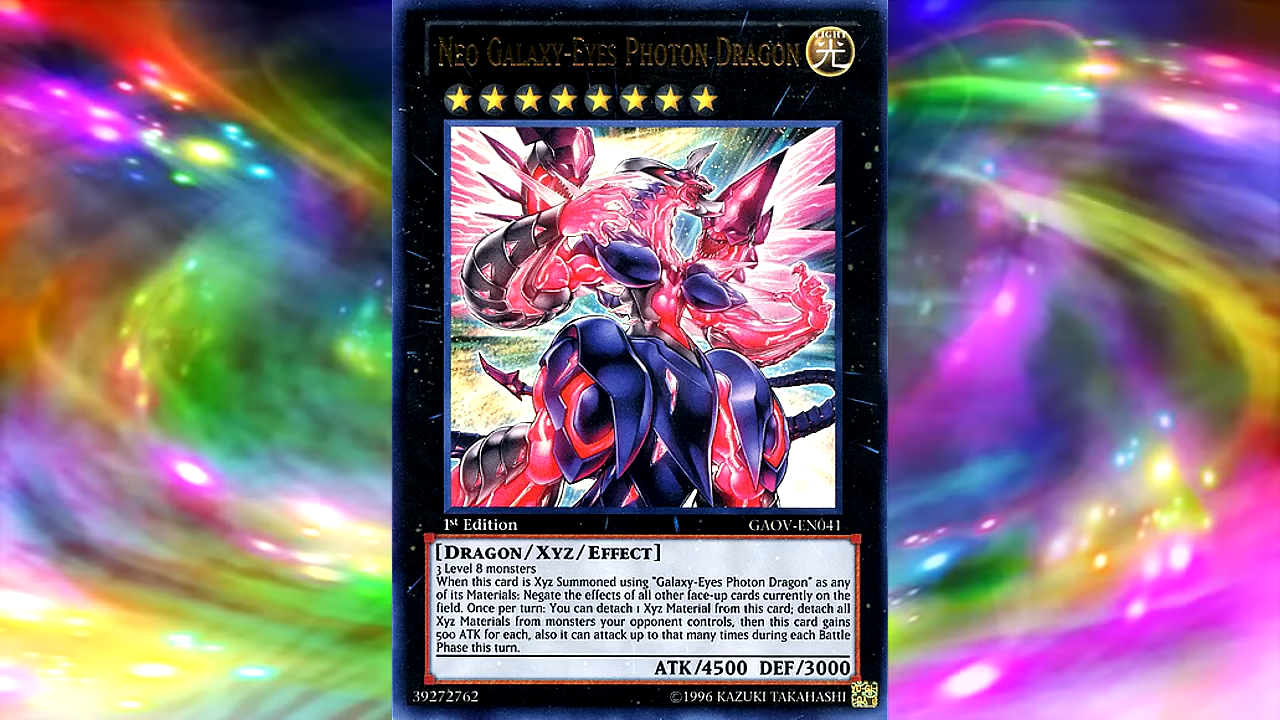 NEO GALAXY-EYES PHOTON DRAGON
LIGHT
光
1st Edition
GAOV-EN041
[DRAGON/XYZ/EFFECT]
3 Level 8 monsters
When this card is Xyz Summoned using "Galaxy-Eyes Photon Dragon" as any
of its Materials: Negate the effects of all other face-up cards currently on the
field. Once per turn: You can detach 1 Xyz Material from this card; detach all
Xyz Materials from monsters your opponent controls, then this card gains
500 ATK for each, also it can attack up to that many times during each Battle
Phase this turn.
ATK/4500 DEF/3000
39272762
©1996 KAZUKI TAKAHASHI